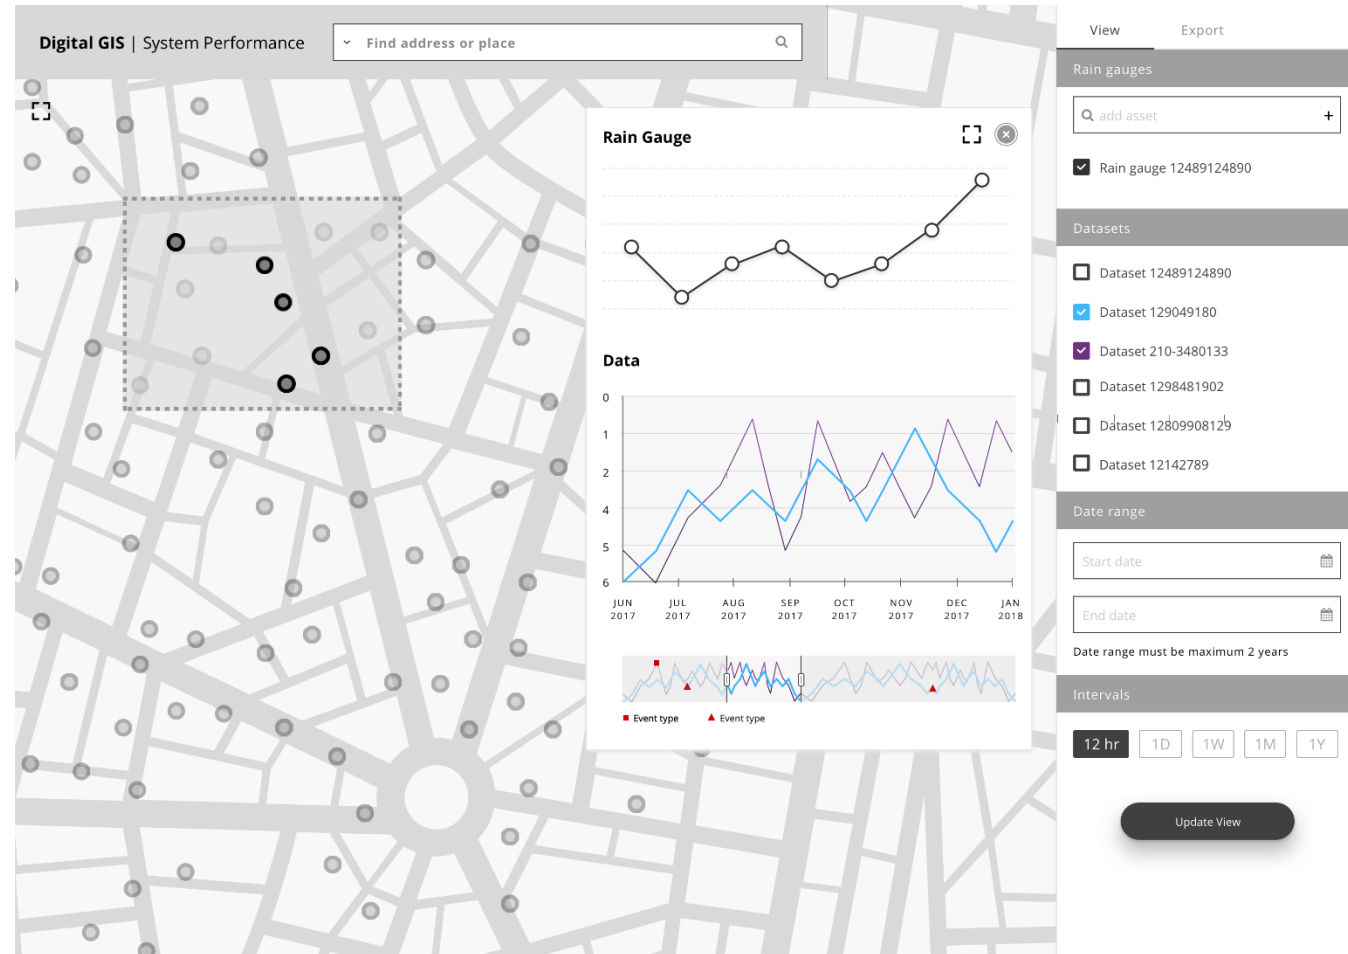 Digital GIS | System Performance
Find address or place
View Export
Rain gauges
add asset +
Rain gauge 12489124890
Datasets
Dataset 12489124890
Dataset 129049180
Dataset 210-3480133
Dataset 1298481902
Dataset 12809908129
Dataset 12142789
Date range
Start date
End date
Date range must be maximum 2 years
Intervals
12 hr 1D 1W 1M 1Y
Update View
Rain Gauge
Data
0
1
2
4
5
6
JUN JUL AUG SEP OCT NOV DEC JAN
2017 2017 2017 2017 2017 2017 2017 2018
Event type Event type